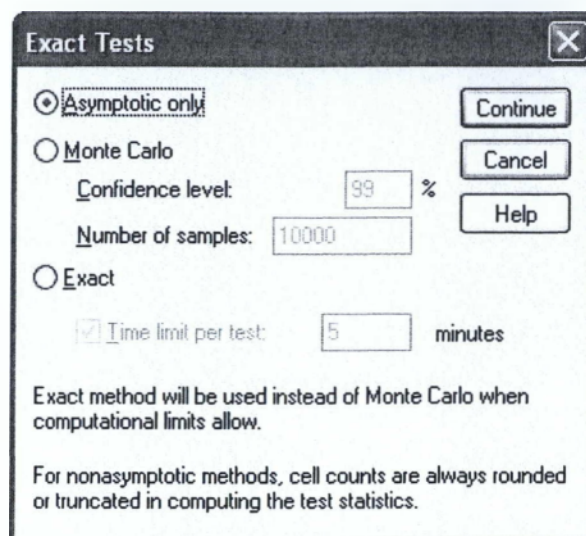 Exact Tests
Asymptotic only
Continue
Monte Carlo
Cancel
Confidence level: 99 %
Help
Number of samples: 10000
Exact
Time limit per test: 5 minutes
Exact method will be used instead of Monte Carlo when
computational limits allow.
For nonasymptotic methods, cell counts are always rounded
or truncated in computing the test statistics.